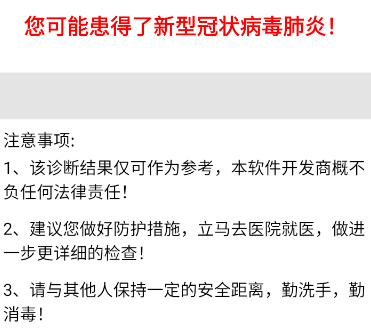 您可能患得了新型冠状病毒肺炎！
注意事项:
1、该诊断结果仅可作为参考，本软件开发商概不
负任何法律责任！
2、建议您做好防护措施，立马去医院就医，做进
一步更详细的检查！
3、请与其他人保持一定的安全距离，勤洗手，勤
消毒！